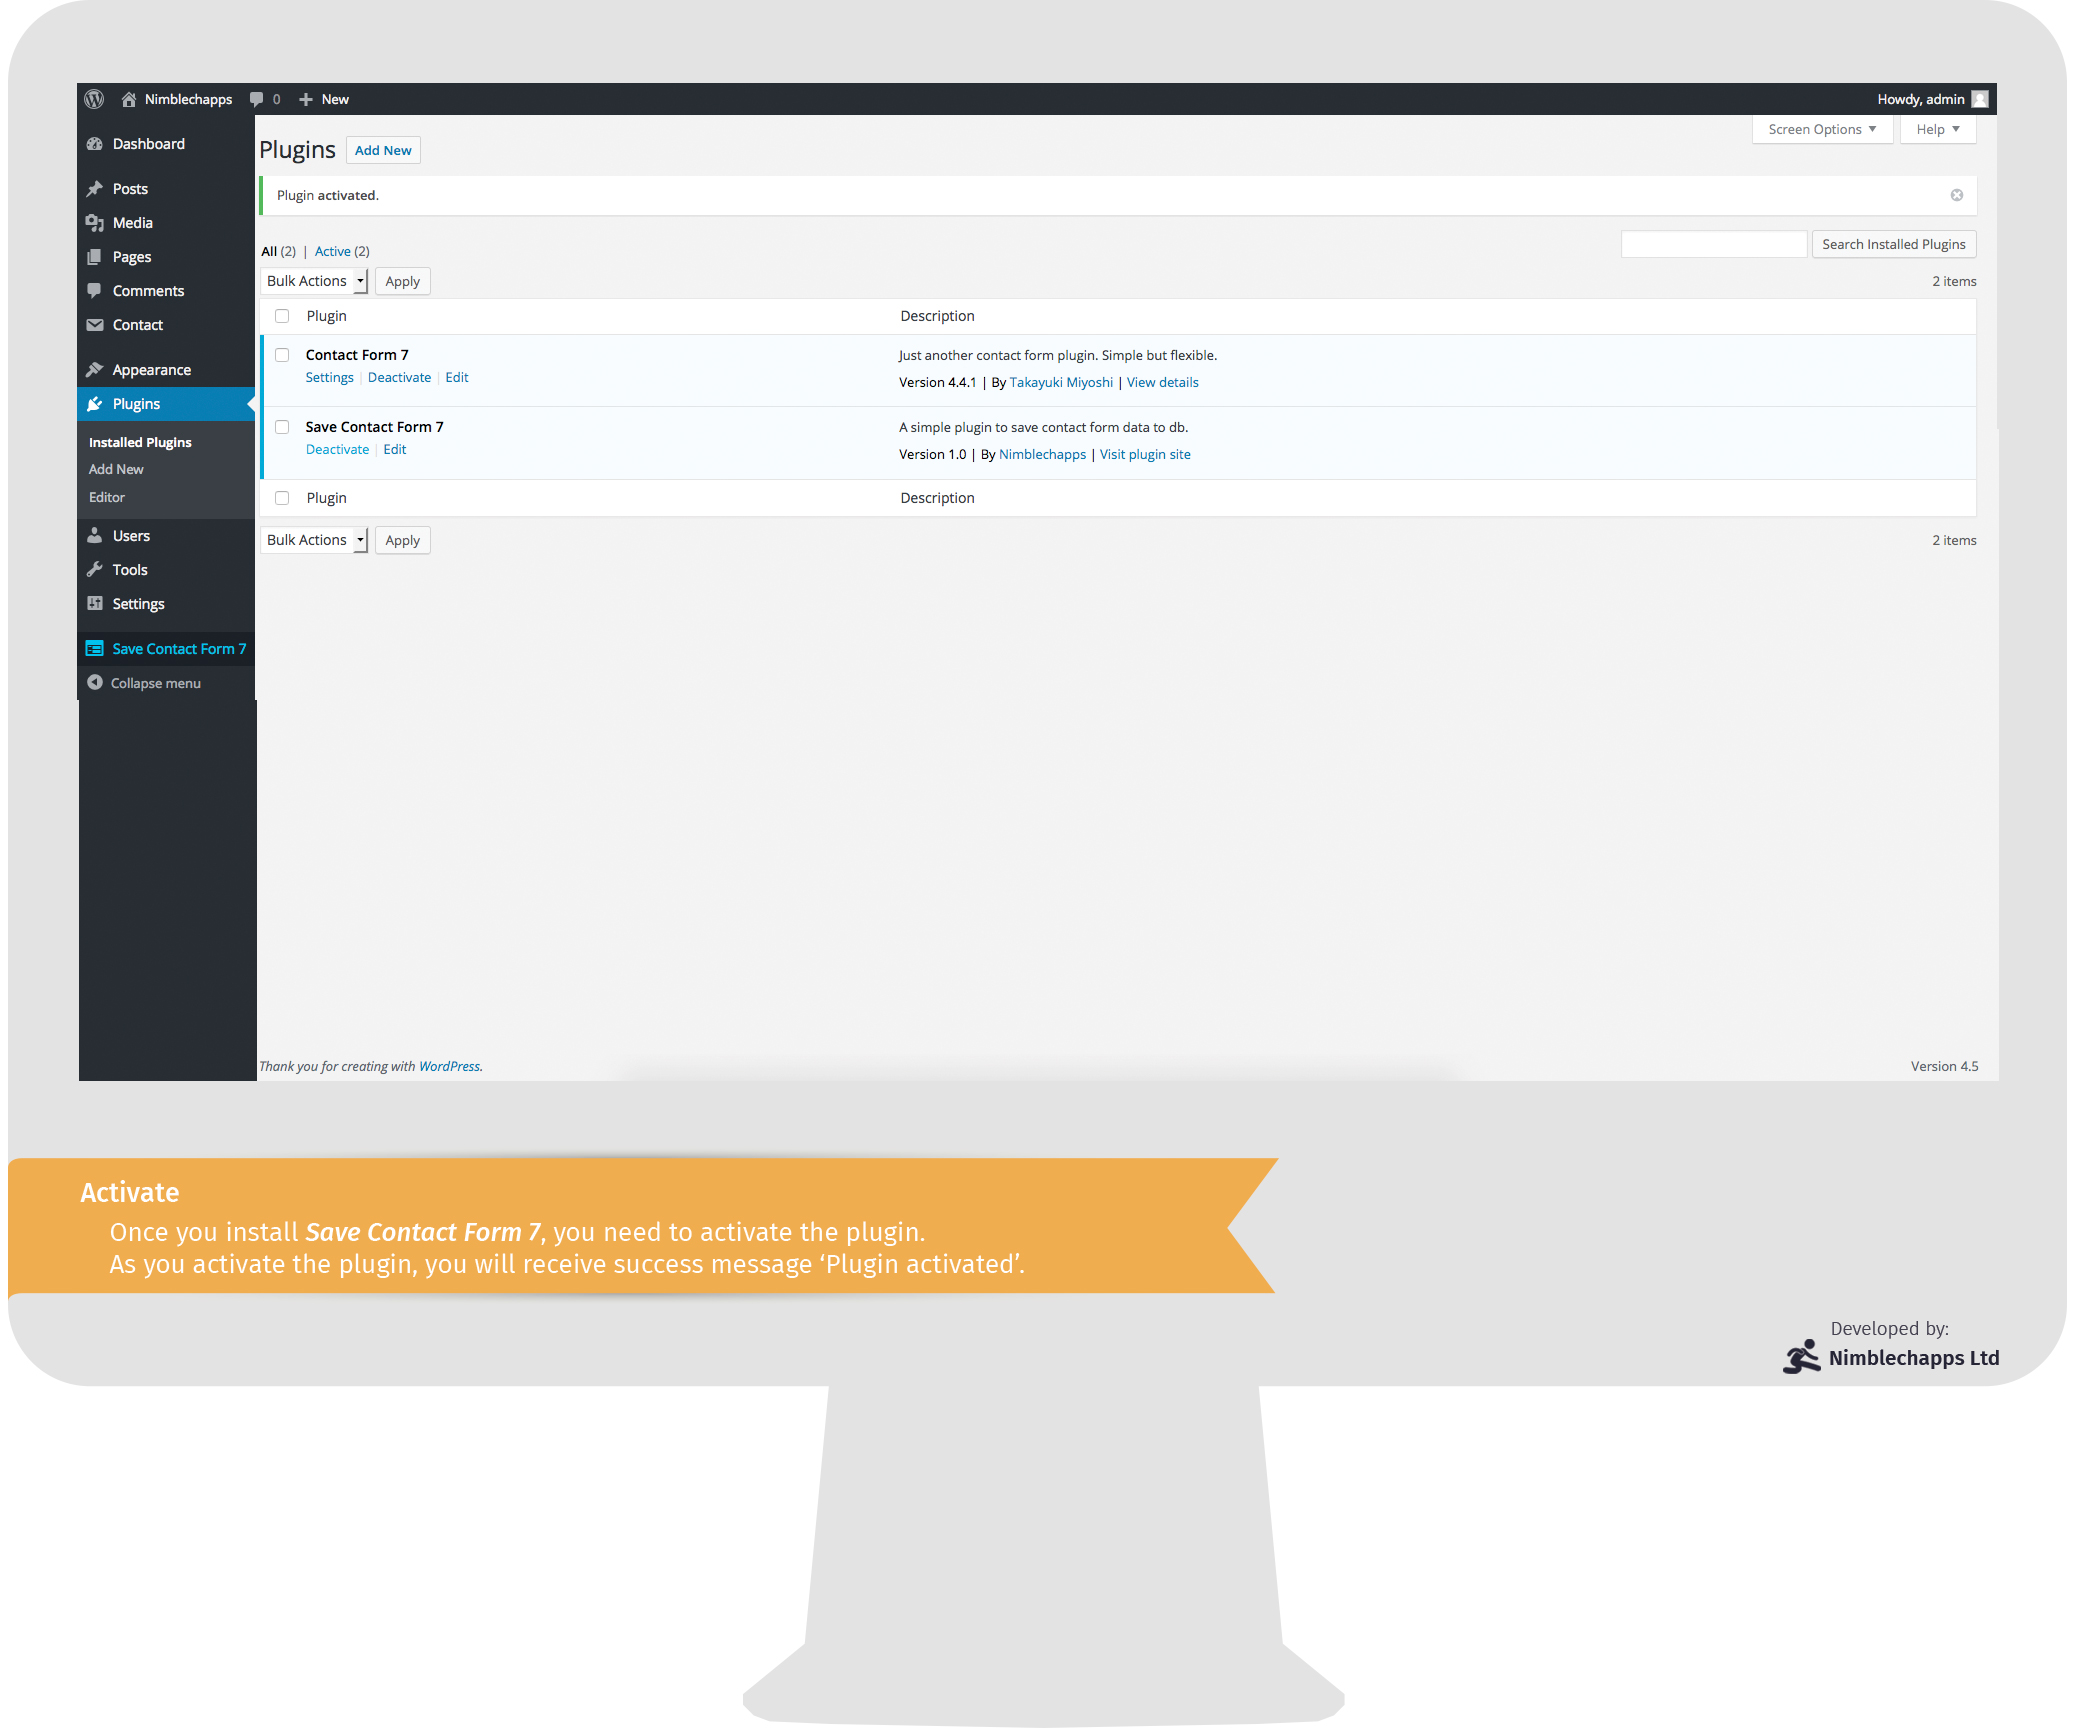 Nimblechapps 0 New Howdy, admin
Dashboard
Posts
Media
Pages
Comments
Contact
Appearance
Plugins
Installed Plugins
Add New
Editor
Users
Tools
Settings
Save Contact Form 7
Collapse menu
Screen Options Help
Plugins Add New
Plugin activated.
All (2) | Active (2)
Search Installed Plugins
Bulk Actions Apply 2 items
Plugin Description
Contact Form 7 Just another contact form plugin. Simple but flexible.
Settings | Deactivate | Edit Version 4.4.1 | By Takayuki Miyoshi | View details
Save Contact Form 7 A simple plugin to save contact form data to db.
Deactivate | Edit Version 1.0 | By Nimblechapps | Visit plugin site
Plugin Description
Bulk Actions Apply 2 items
Thank you for creating with WordPress. Version 4.5
Activate
Once you install Save Contact Form 7, you need to activate the plugin.
As you activate the plugin, you will receive success message ‘Plugin activated’.
Developed by:
Nimblechapps Ltd